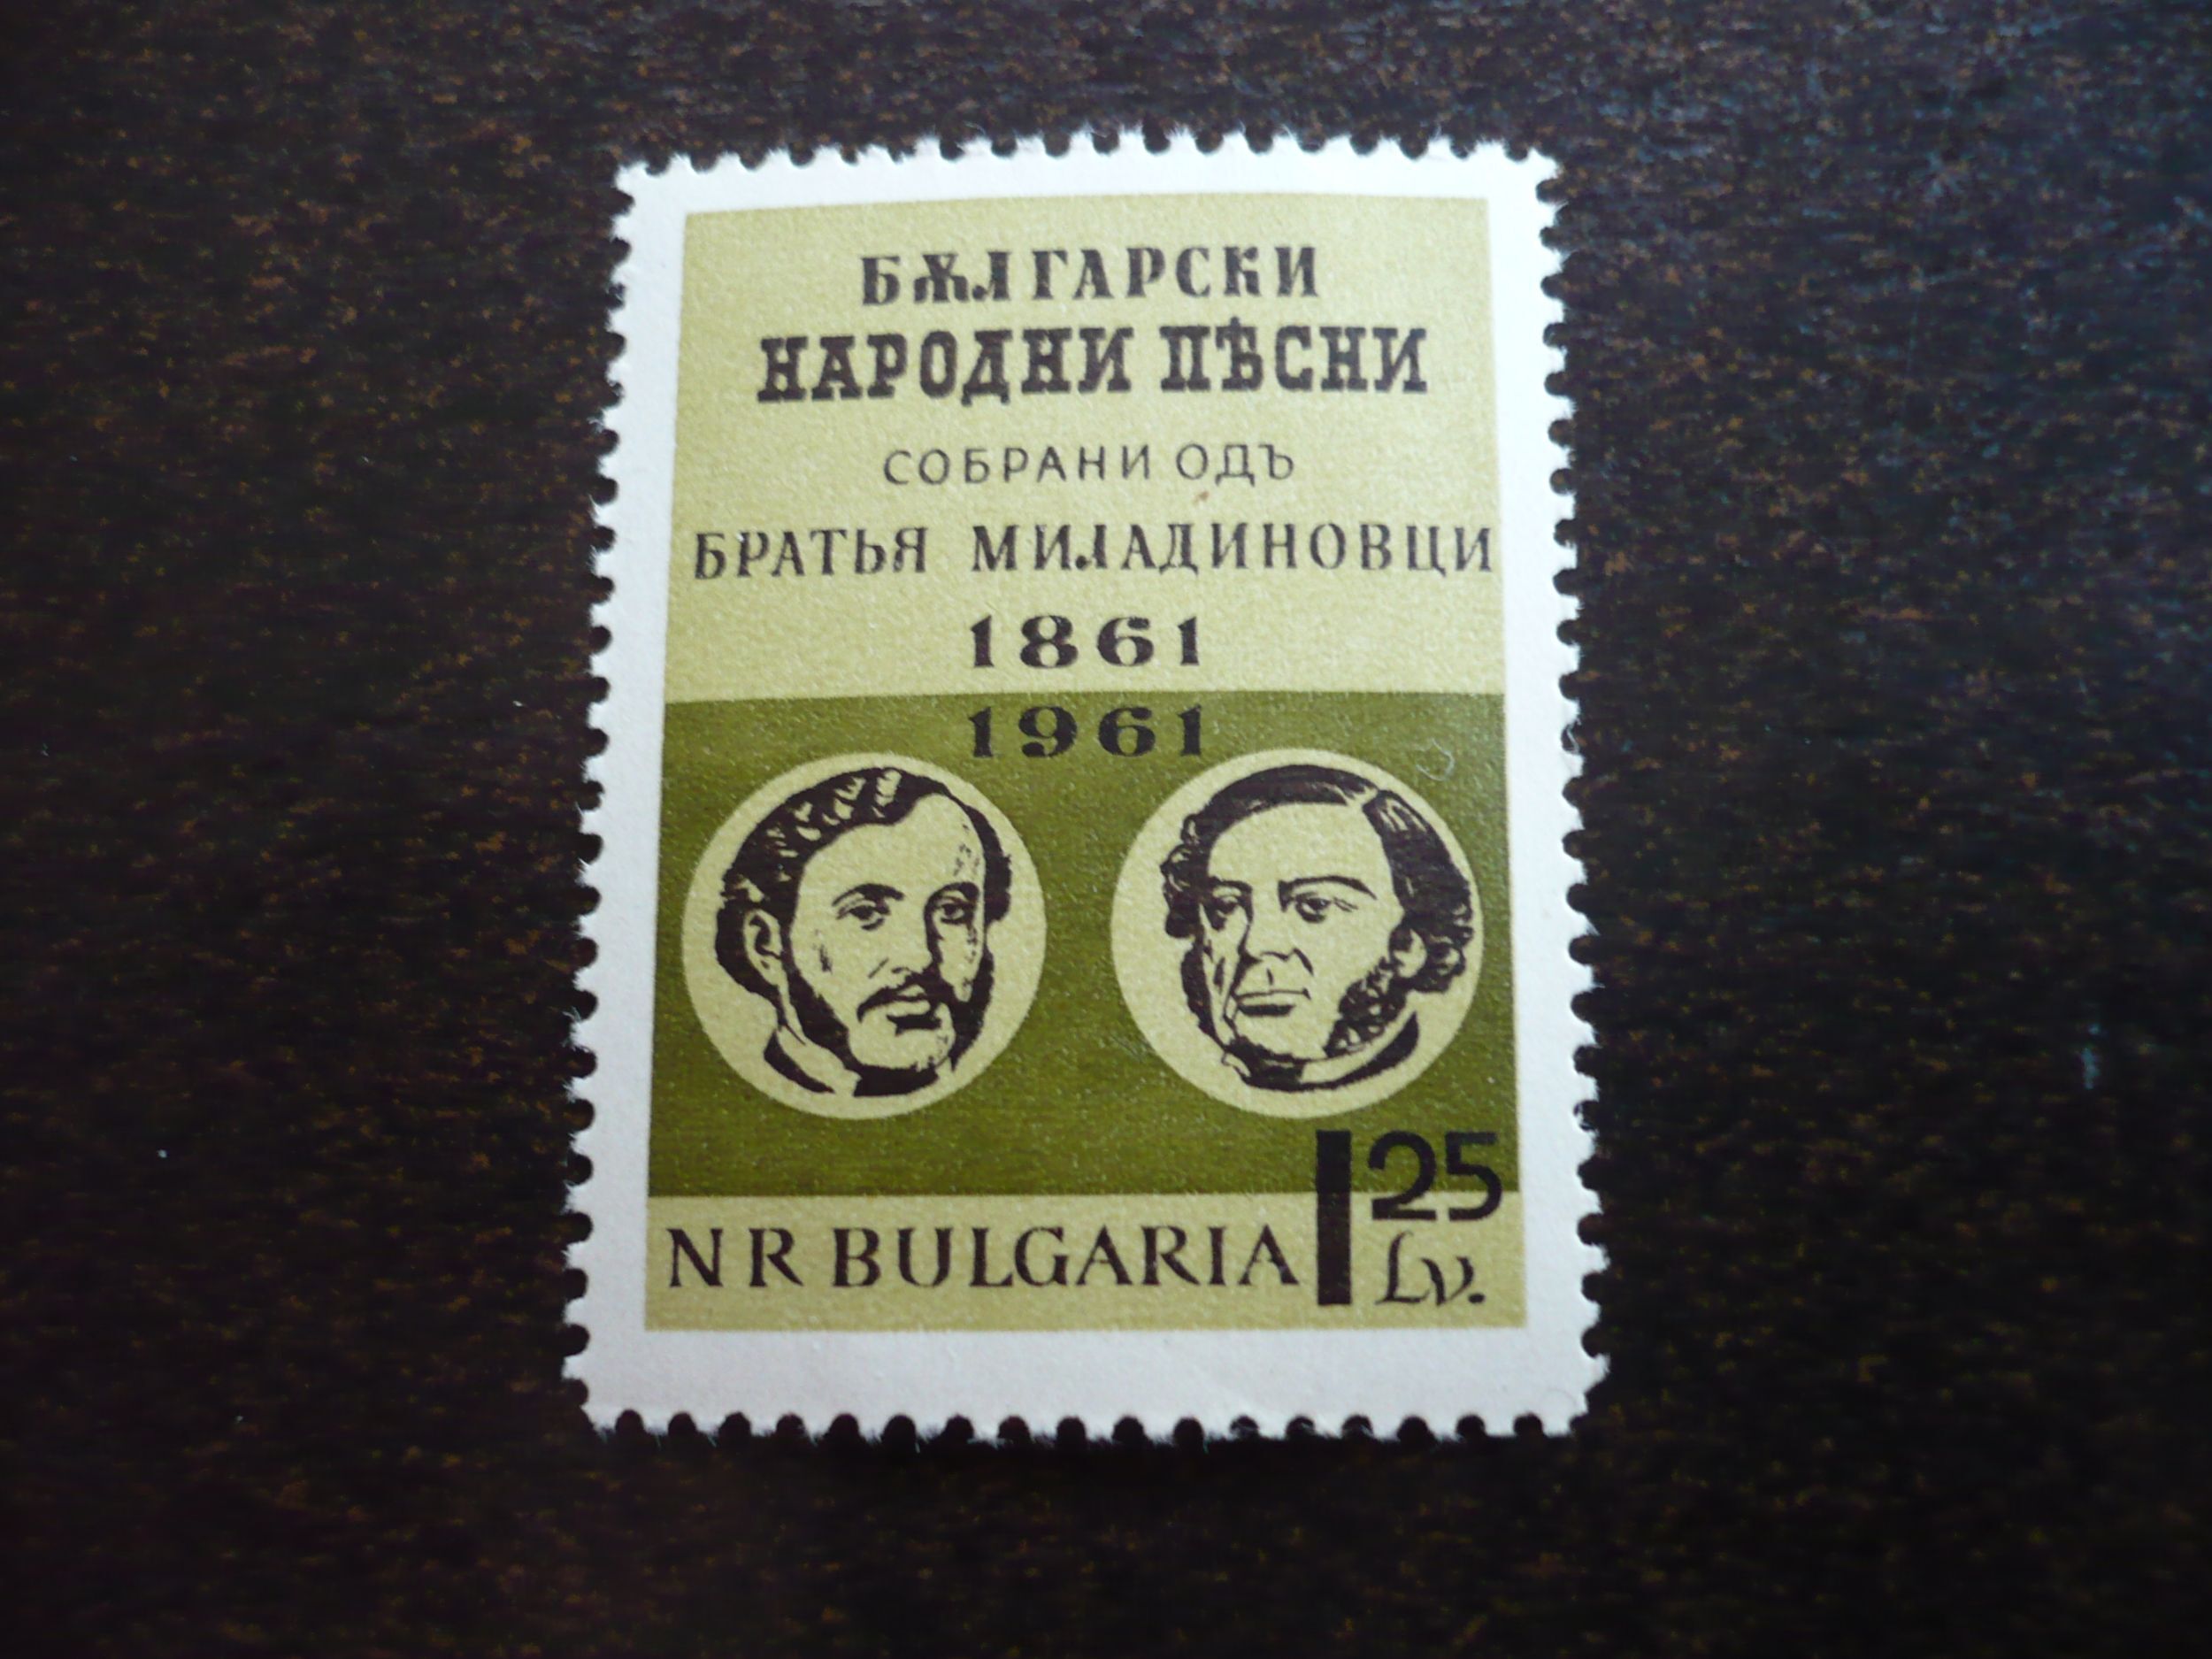 БѪЛГАРСКИ
НАРОДНИ ПѢСНИ
СОБРАНИ ОДЪ
БРАТЬЯ МИЛАДИНОВЦИ
1861
1961
NR BULGARIA 1 25 Lv.